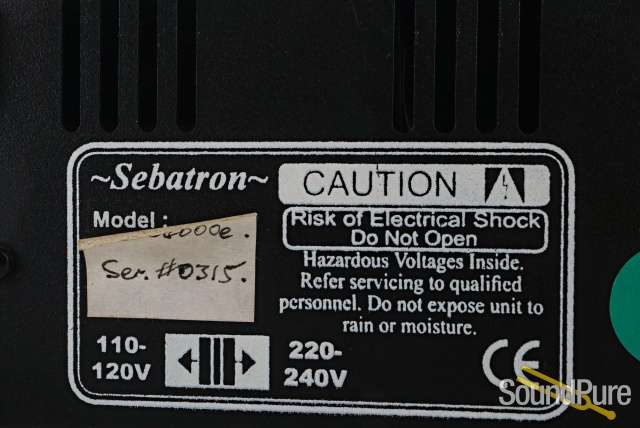 ~Sebatron~
CAUTION
Model :
4000e.
Ser. #0315.
Risk of Electrical Shock
Do Not Open
Hazardous Voltages Inside.
Refer servicing to qualified
personnel. Do not expose unit to
rain or moisture.
110-
120V
220-
240V
CE
SoundPure